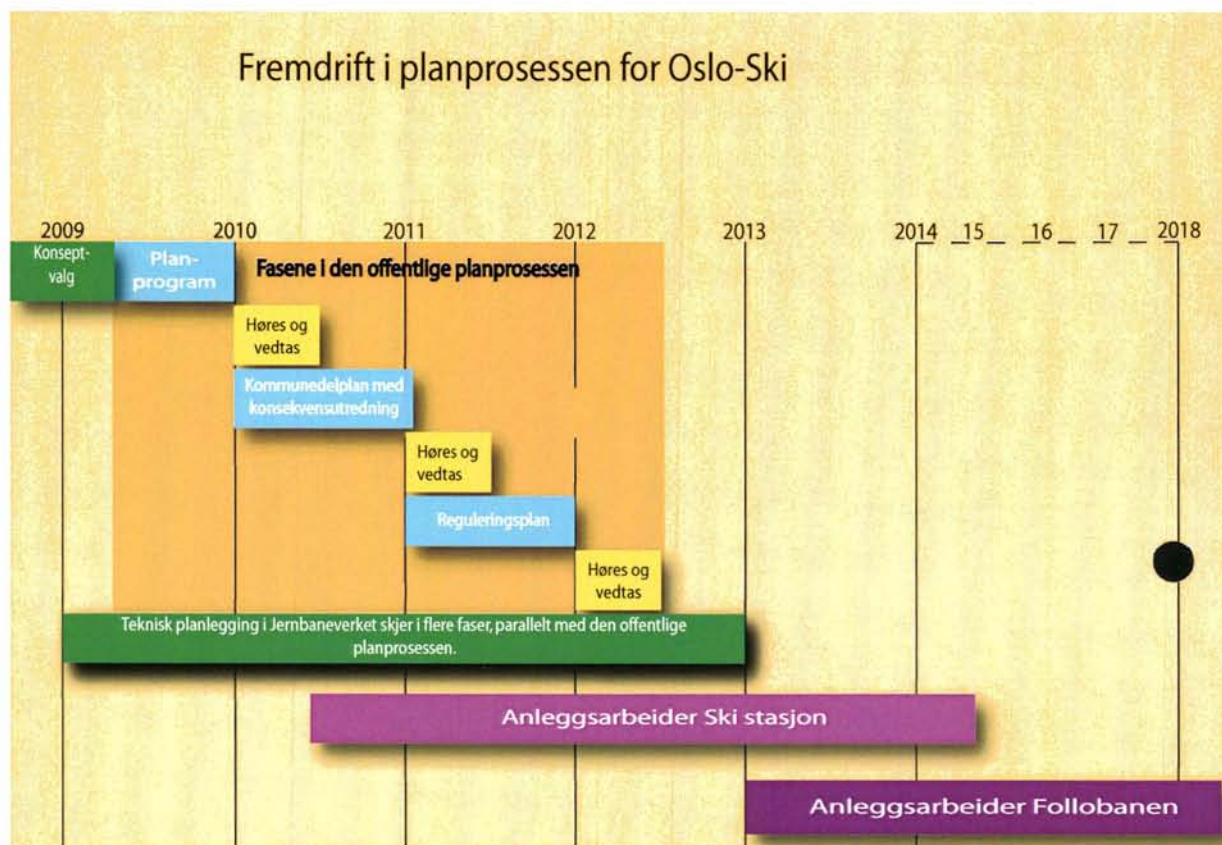 Fremdrift i planprosessen for Oslo-Ski
2009 2010 2011 2012 2013 2014 15 16 17 2018
Konsept-
valg
Plan-
program
Fasene i den offentlige planprosessen
Høres og
vedtas
Kommunedelplan med
konsekvensutredning
Høres og
vedtas
Reguleringsplan
Høres og
vedtas
Teknisk planlegging i Jernbaneverket skjer i flere faser, parallelt med den offentlige
planprosessen.
Anleggsarbeider Ski stasjon
Anleggsarbeider Follobanen